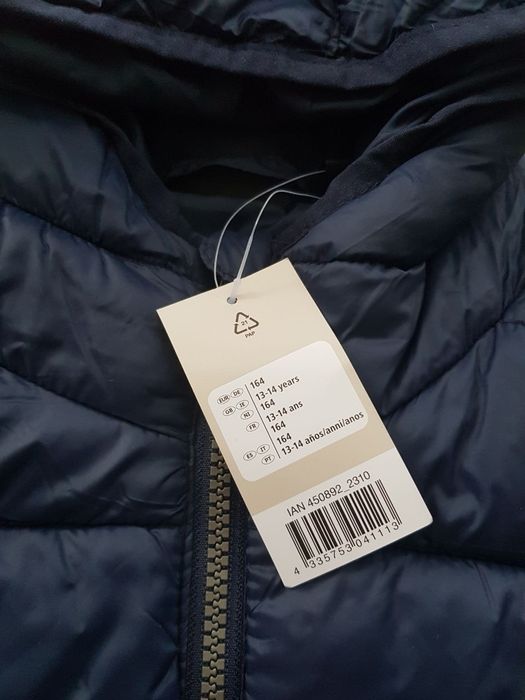 21
PAP
EUR DE 164
GB IE NI 13-14 years
164
FR 13-14 ans
164
ES IT PT 164
13-14 años/anni/anos
IAN 450892_2310
4 335753 041113